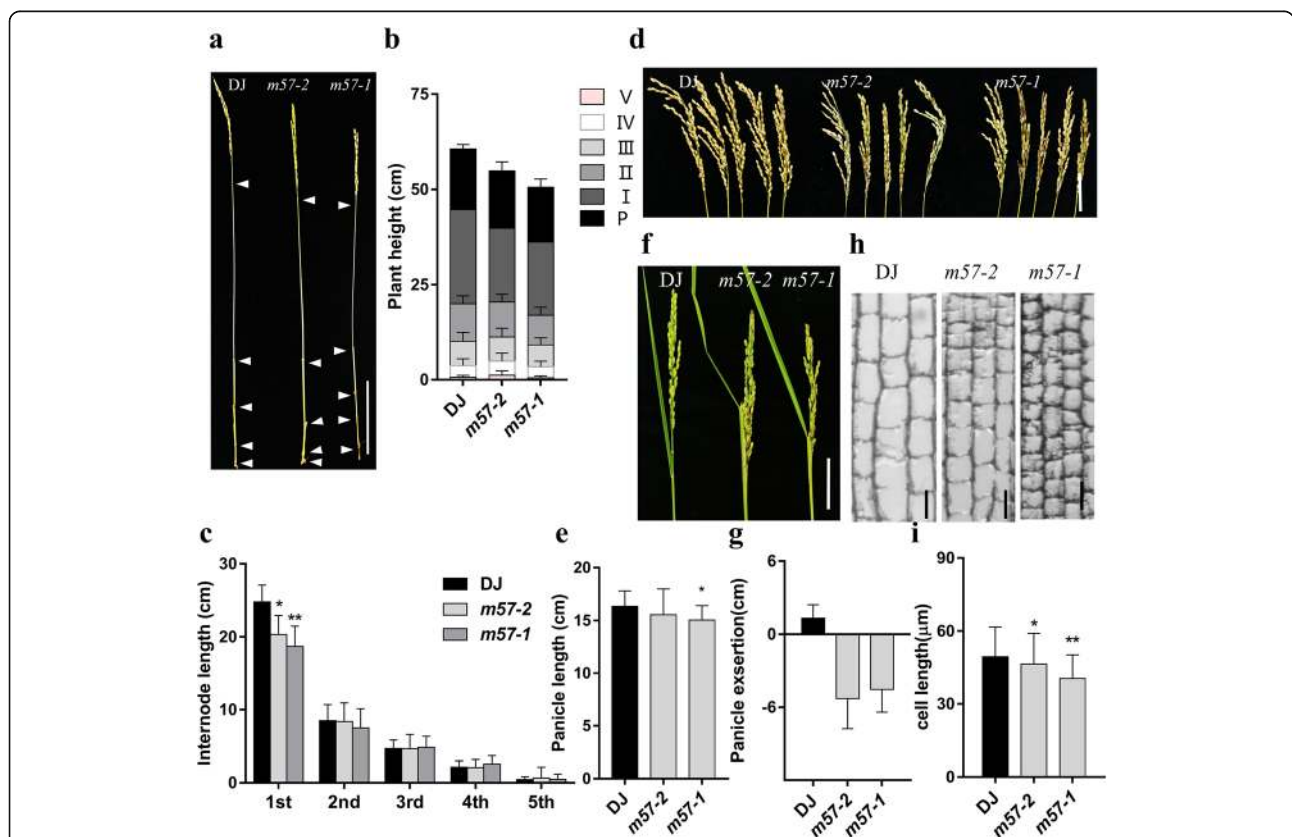 a
DJ m57-2 m57-1
b
Plant height (cm)
75
50
25
0
DJ
m57-2
m57-1
V
IV
III
II
I
P
d
DJ m57-2 m57-1
f
DJ m57-2 m57-1
h
DJ m57-2 m57-1
c
Internode length (cm)
30
20
10
0
* **
1st 2nd 3rd 4th 5th
DJ
m57-2
m57-1
e
Panicle length (cm)
20
15
10
5
0
*
DJ
m57-2
m57-1
g
Panicle exsertion(cm)
6
0
-6
DJ
m57-2
m57-1
i
cell length(μm)
90
60
30
0
* **
DJ
m57-2
m57-1